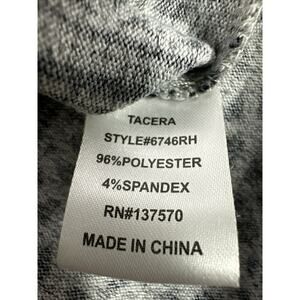 TACERA
STYLE#6746RH
96%POLYESTER
4%SPANDEX
RN#137570
MADE IN CHINA